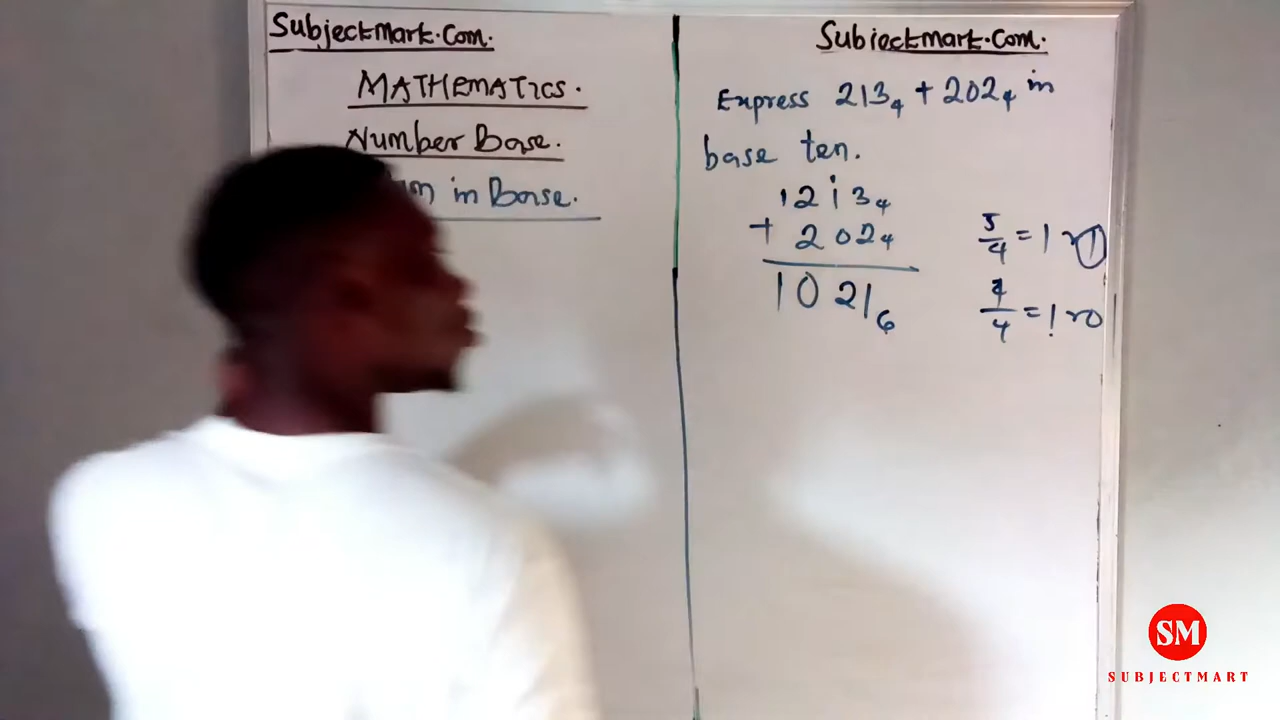 Subjectmark.Com.
MATHEMATICS.
Number Base.
in Base.
Subjectmark.Com.
Express 213₄ + 202₄ in
base ten.
1 2 1 3₄
+ 2 0 2₄
1 0 2 1₆
5/4 = 1 r 1
4/4 = 1 r 0
SM
SUBJECTMART